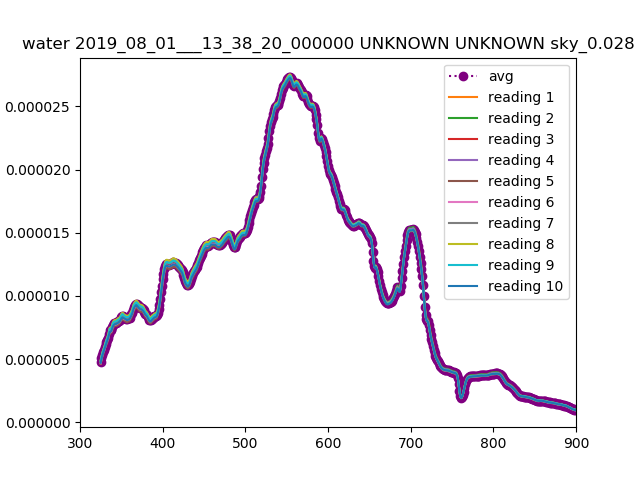 water 2019_08_01___13_38_20_000000 UNKNOWN UNKNOWN sky_0.028
0.000025
0.000020
0.000015
0.000010
0.000005
0.000000
300 400 500 600 700 800 900
avg
reading 1
reading 2
reading 3
reading 4
reading 5
reading 6
reading 7
reading 8
reading 9
reading 10